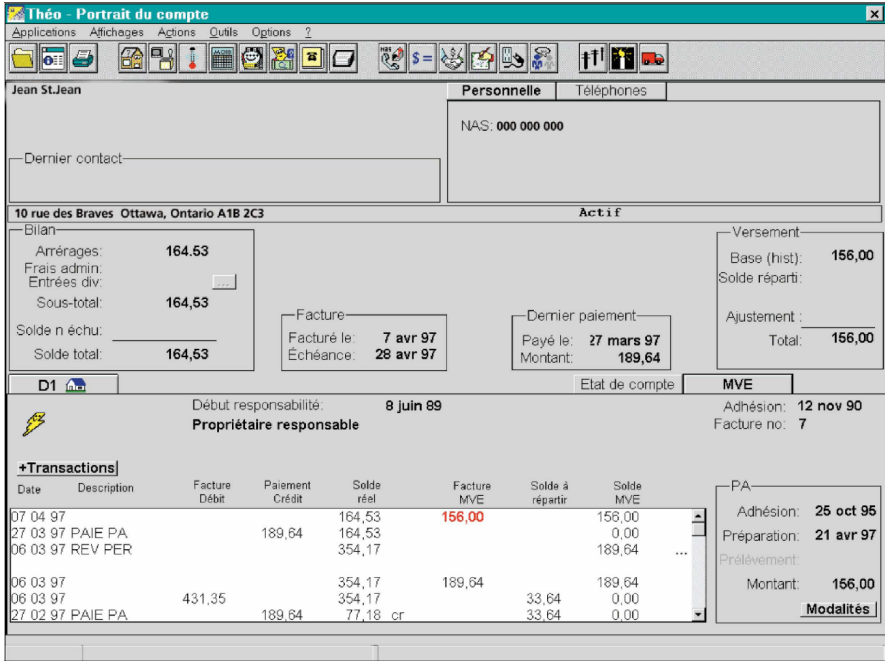 Théo - Portrait du compte
Applications Affichages Actions Outils Options ?
Jean St.Jean
Personnelle Téléphones
NAS: 000 000 000
Dernier contact
10 rue des Braves Ottawa, Ontario A1B 2C3 Actif
Bilan
Arrérages: 164.53
Frais admin:
Entrées div: ...
Sous-total: 164,53
Solde n échu:
Solde total: 164,53
Facture
Facturé le: 7 avr 97
Échéance: 28 avr 97
Dernier paiement
Payé le: 27 mars 97
Montant: 189,64
Versement
Base (hist): 156,00
Solde réparti:
Ajustement :
Total: 156,00
D1 Etat de compte MVE
Début responsabilité: 8 juin 89
Propriétaire responsable
Adhésion: 12 nov 90
Facture no: 7
+Transactions
Date Description Facture Débit Paiement Crédit Solde réel Facture MVE Solde à répartir Solde MVE
07 04 97 164,53 156,00 156,00
27 03 97 PAIE PA 189,64 164,53 0,00
06 03 97 REV PER 354,17 189,64 ...
06 03 97 354,17 189,64 189,64
06 03 97 431,35 354,17 33,64 0,00
27 02 97 PAIE PA 189,64 77,18 cr 33,64 0,00
PA
Adhésion: 25 oct 95
Préparation: 21 avr 97
Prélèvement:
Montant: 156,00
Modalités